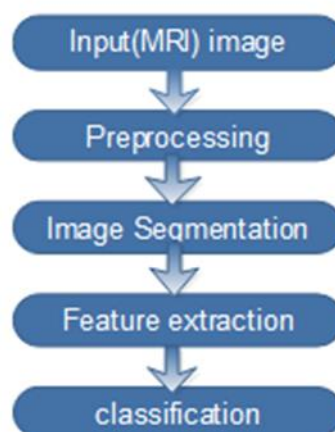 Input(MRI) image
Preprocessing
Image Segmentation
Feature extraction
classification